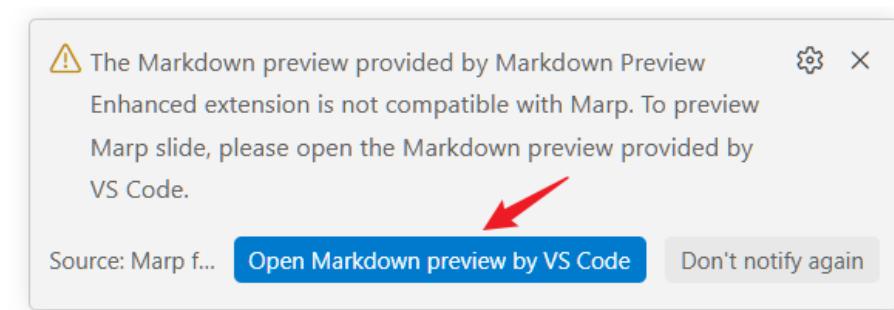 The Markdown preview provided by Markdown Preview
Enhanced extension is not compatible with Marp. To preview
Marp slide, please open the Markdown preview provided by
VS Code.
Source: Marp f... Open Markdown preview by VS Code Don't notify again